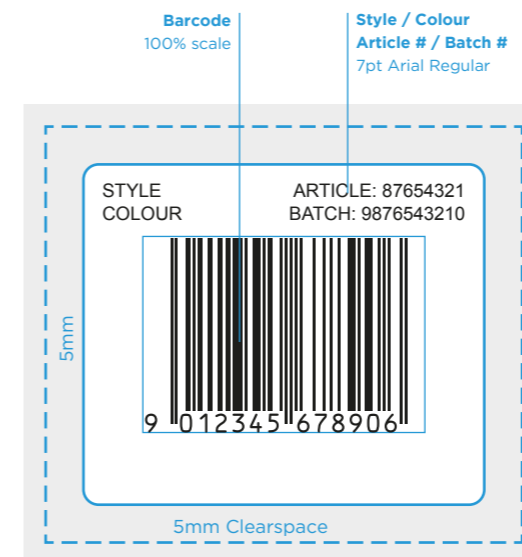 Barcode
100% scale
Style / Colour
Article # / Batch #
7pt Arial Regular
STYLE
COLOUR
ARTICLE: 87654321
BATCH: 9876543210
5mm
9 012345 678906
5mm Clearspace